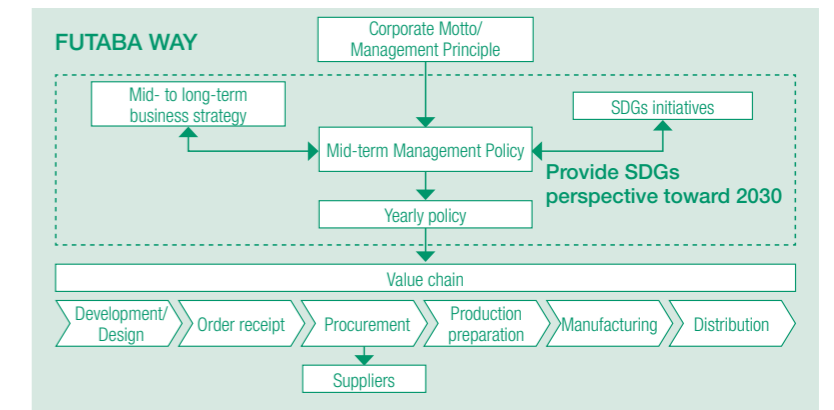 FUTABA WAY
Corporate Motto/
Management Principle
Mid- to long-term
business strategy
SDGs initiatives
Mid-term Management Policy
Provide SDGs
perspective toward 2030
Yearly policy
Value chain
Development/
Design
Order receipt
Procurement
Production
preparation
Manufacturing
Distribution
Suppliers